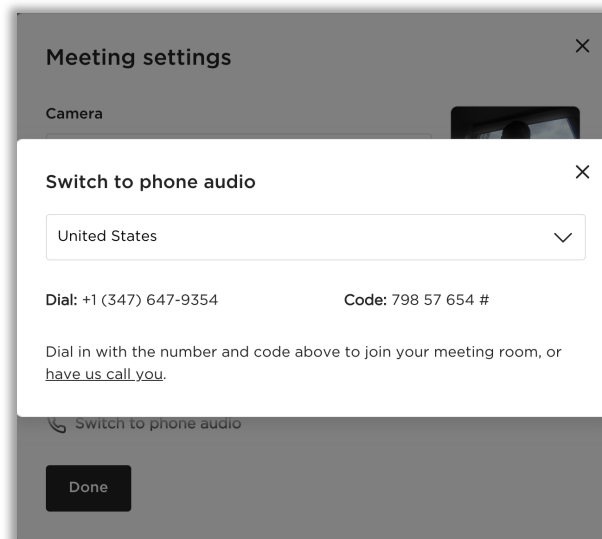 Meeting settings
Camera
Switch to phone audio
United States
Dial: +1 (347) 647-9354 Code: 798 57 654 #
Dial in with the number and code above to join your meeting room, or
have us call you.
Switch to phone audio
Done